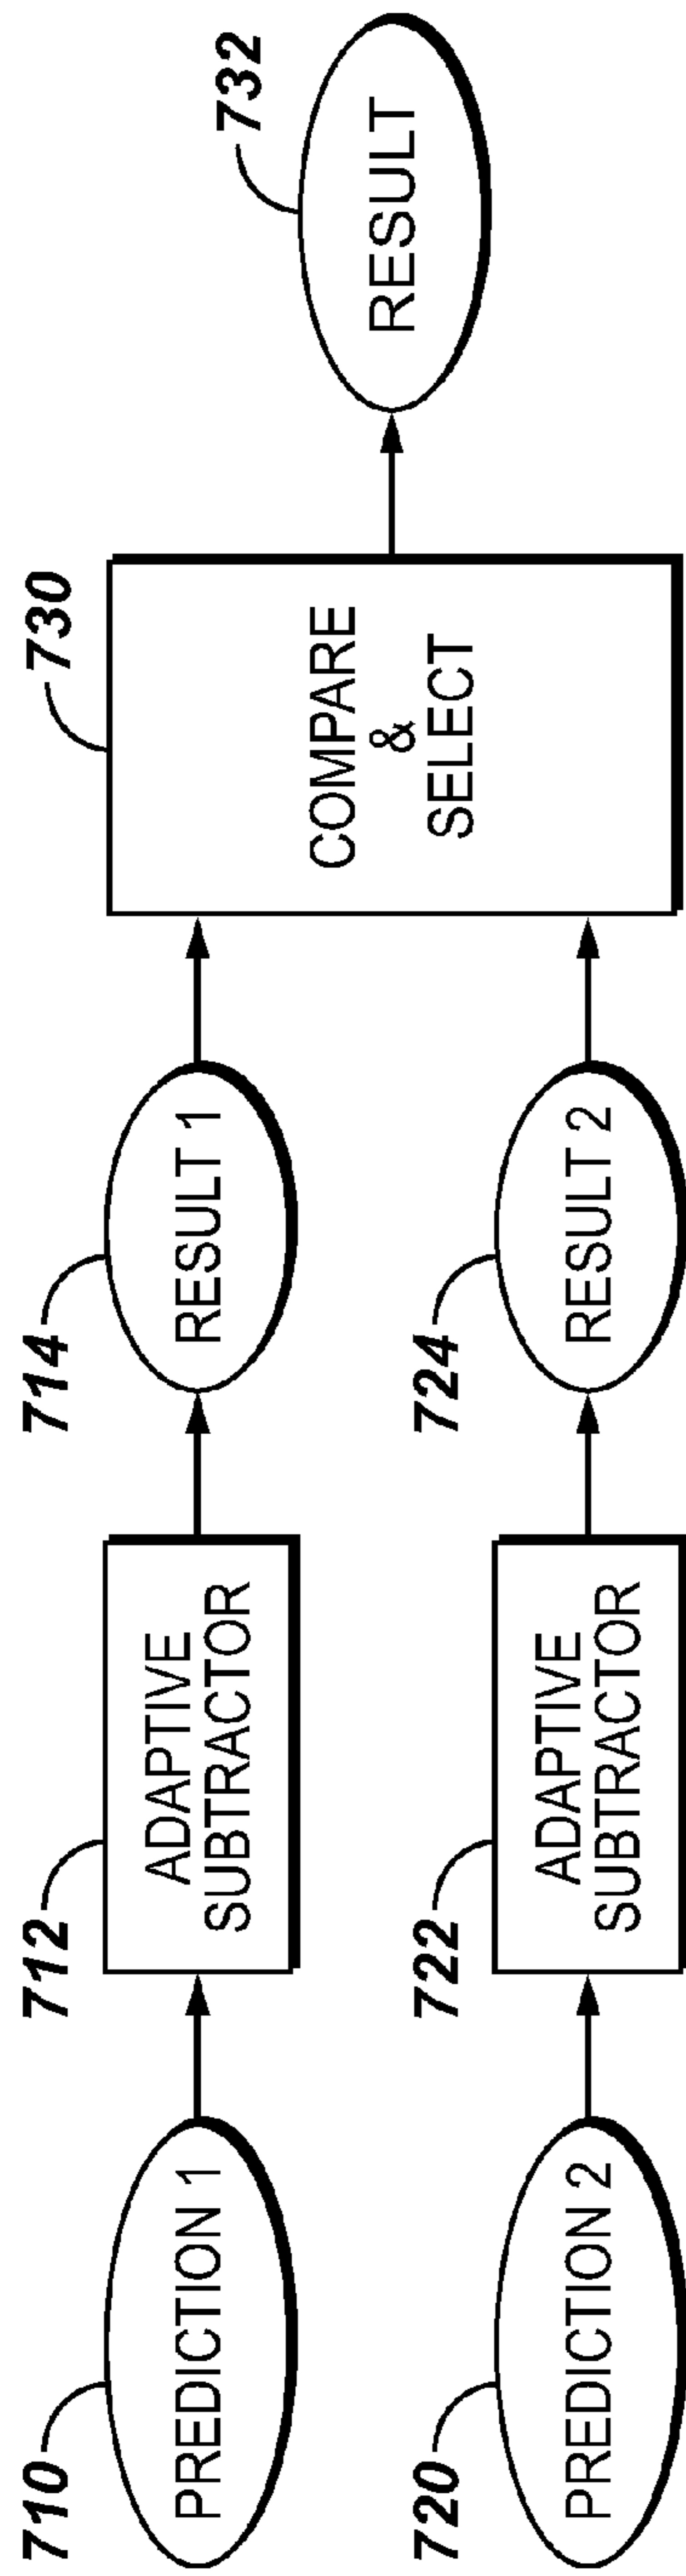 710
PREDICTION 1
712
ADAPTIVE
SUBTRACTOR
714
RESULT 1
720
PREDICTION 2
722
ADAPTIVE
SUBTRACTOR
724
RESULT 2
730
COMPARE
&
SELECT
732
RESULT